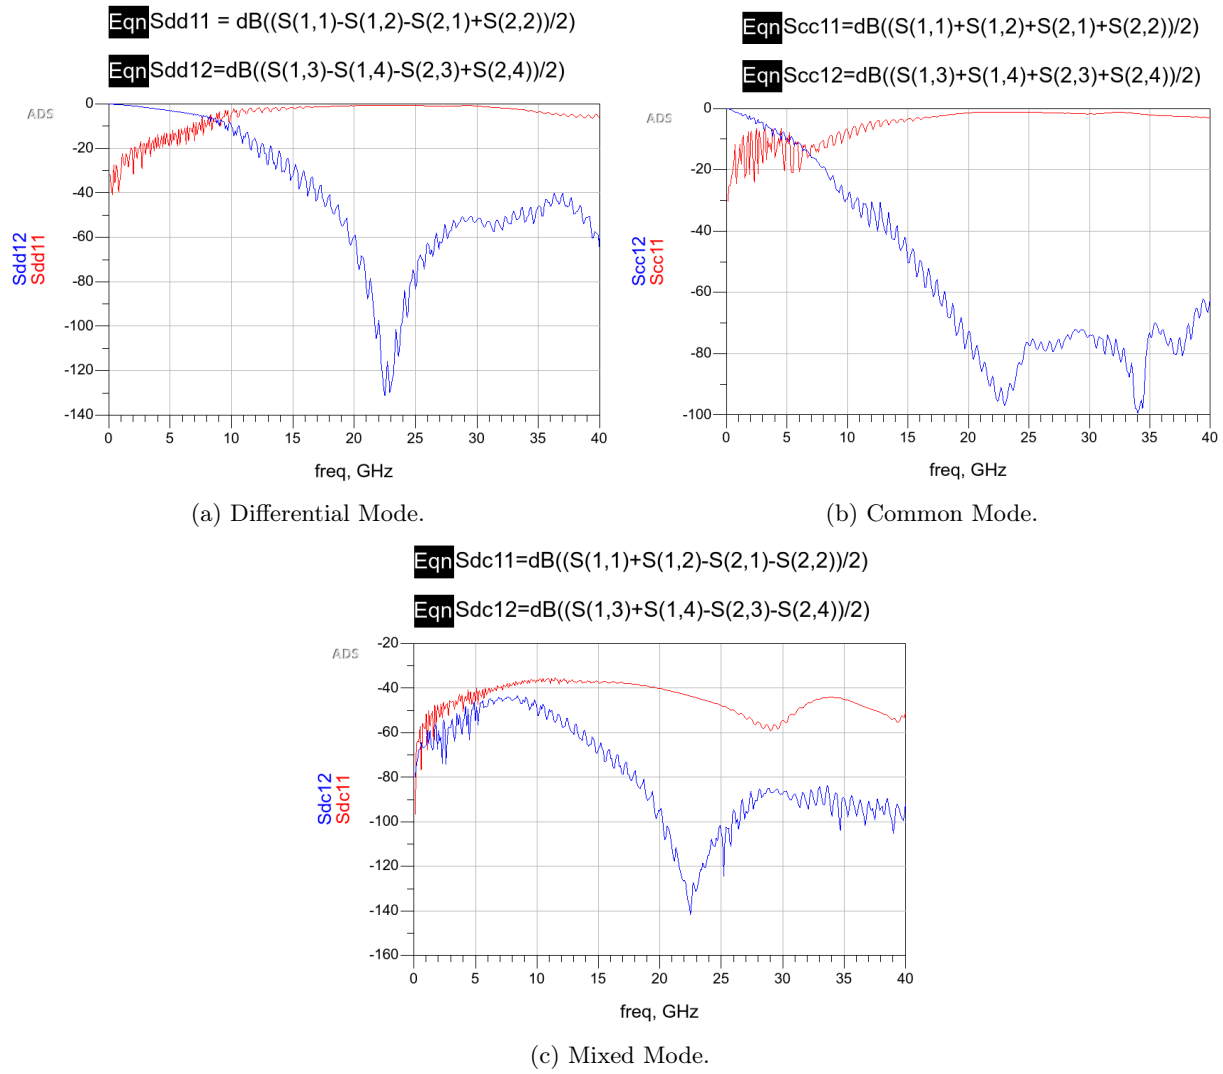 Eqn Sdd11 = dB((S(1,1)-S(1,2)-S(2,1)+S(2,2))/2)
Eqn Sdd12=dB((S(1,3)-S(1,4)-S(2,3)+S(2,4))/2)
ADS
0
-20
-40
-60
-80
-100
-120
-140
Sdd12
Sdd11
0 5 10 15 20 25 30 35 40
freq, GHz
(a) Differential Mode.
Eqn Scc11=dB((S(1,1)+S(1,2)+S(2,1)+S(2,2))/2)
Eqn Scc12=dB((S(1,3)+S(1,4)+S(2,3)+S(2,4))/2)
ADS
0
-20
-40
-60
-80
-100
Scc12
Scc11
0 5 10 15 20 25 30 35 40
freq, GHz
(b) Common Mode.
Eqn Sdc11=dB((S(1,1)+S(1,2)-S(2,1)-S(2,2))/2)
Eqn Sdc12=dB((S(1,3)+S(1,4)-S(2,3)-S(2,4))/2)
ADS
-20
-40
-60
-80
-100
-120
-140
-160
Sdc12
Sdc11
0 5 10 15 20 25 30 35 40
freq, GHz
(c) Mixed Mode.